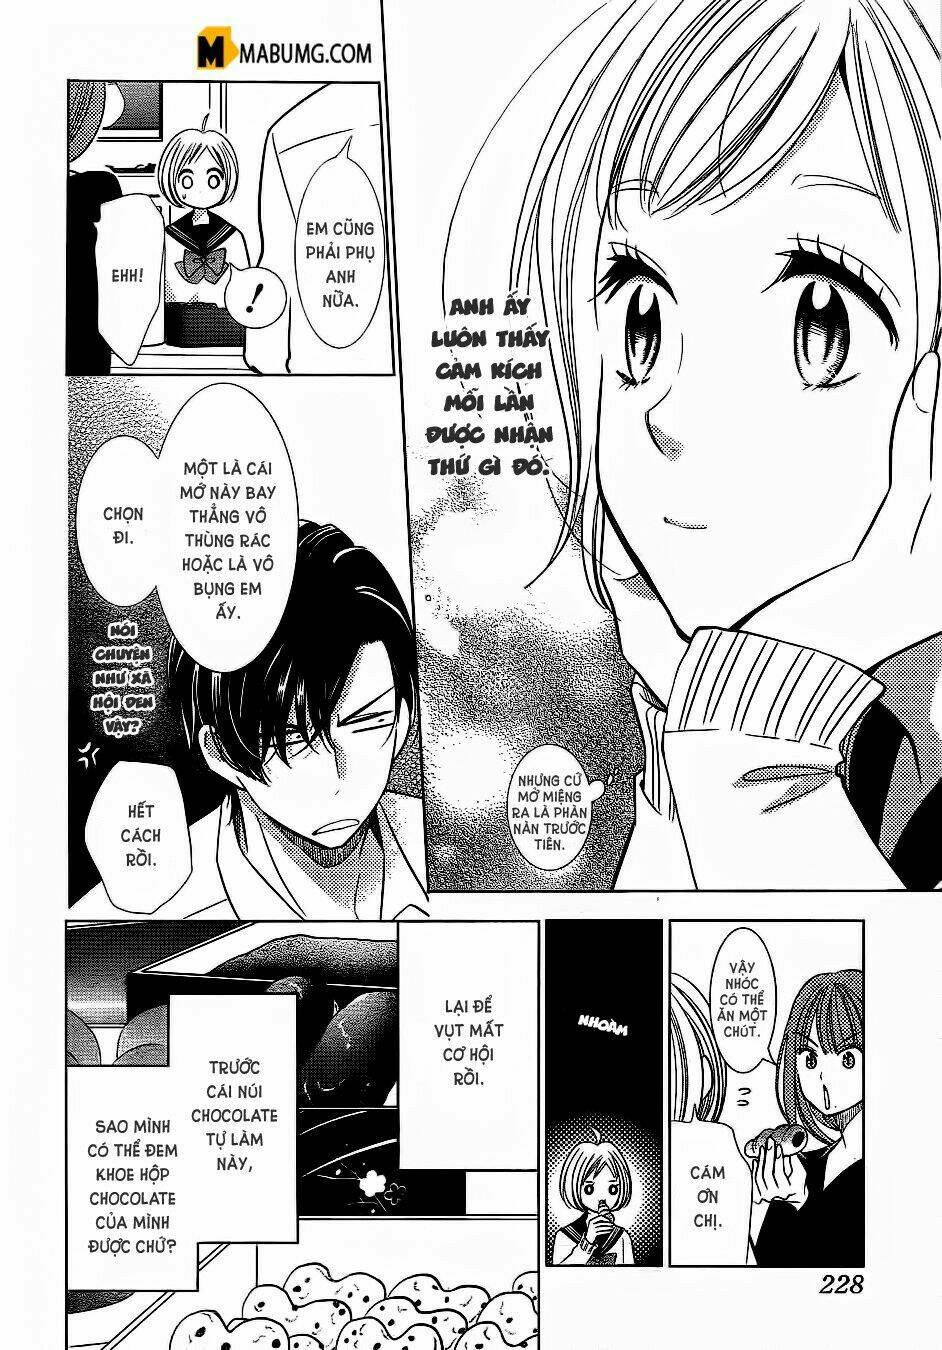 MABUMG.COM
ANH ẤY
LUÔN THẤY
CẢM KÍCH
MỖI LẦN
ĐƯỢC NHẬN
THỨ GÌ ĐÓ.
NHƯNG CỨ
MỞ MIỆNG
RA LÀ PHÀN
NÀN TRƯỚC
TIÊN.
EM CŨNG
PHẢI PHỤ
ANH
NỮA.
!
EHH!
MỘT LÀ CÁI
MỚ NÀY BAY
THẲNG VÔ
THÙNG RÁC
HOẶC LÀ VÔ
BỤNG EM
ẤY.
CHỌN
ĐI.
NÓI
CHUYỆN
NHƯ XÃ
HỘI ĐEN
VẬY?
HẾT
CÁCH
RỒI.
VẬY
NHÓC
CÓ THỂ
ĂN MỘT
CHÚT.
CÁM
ƠN
CHỊ.
NHOÀM
LẠI ĐỂ
VỤT MẤT
CƠ HỘI
RỒI.
TRƯỚC
CÁI NÚI
CHOCOLATE
TỰ LÀM
NÀY,
SAO MÌNH
CÓ THỂ ĐEM
KHOE HỘP
CHOCOLATE
CỦA MÌNH
ĐƯỢC CHỨ?
228